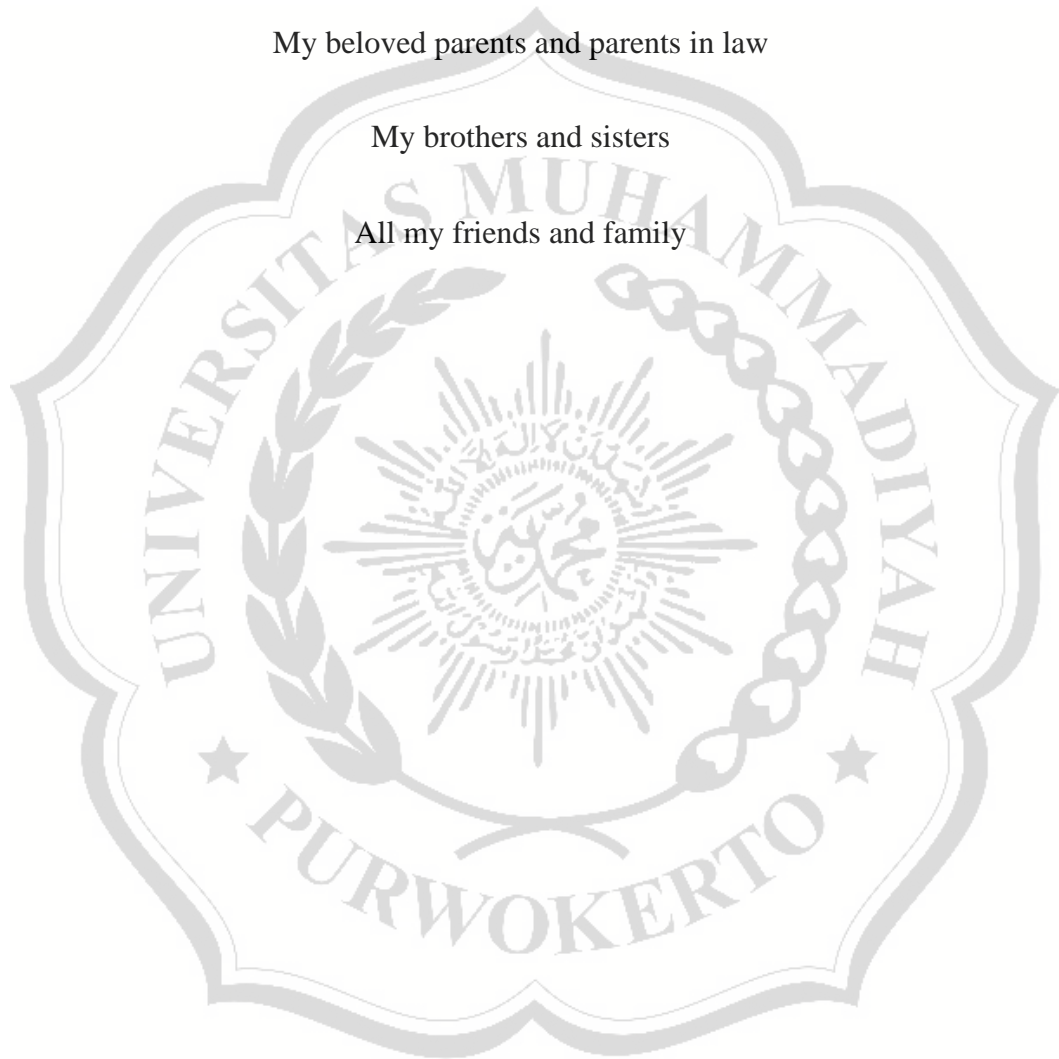 My beloved parents and parents in law
My brothers and sisters
All my friends and family
UNIVERSITAS MUHAMMADIYAH
PURWOKERTO